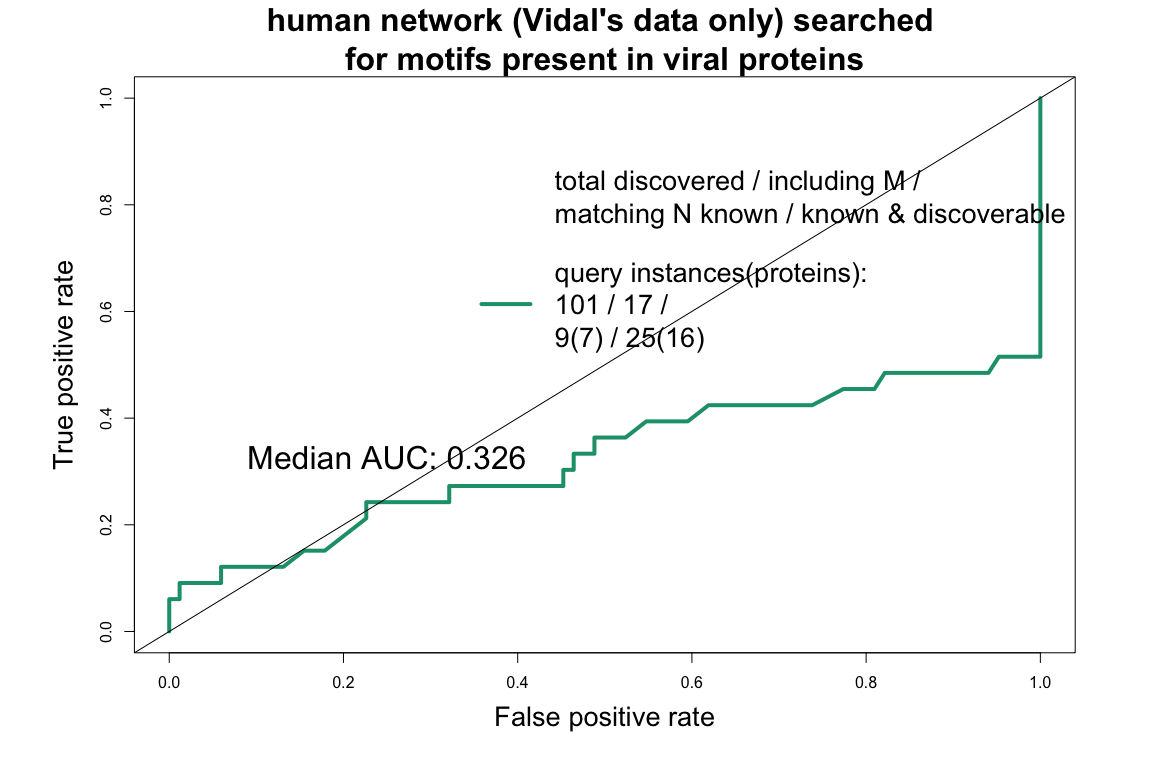 human network (Vidal's data only) searched
for motifs present in viral proteins
True positive rate
1.0
0.8
0.6
0.4
0.2
0.0
total discovered / including M /
matching N known / known & discoverable
query instances(proteins):
101 / 17 /
9(7) / 25(16)
Median AUC: 0.326
0.0
0.2
0.4
0.6
0.8
1.0
False positive rate